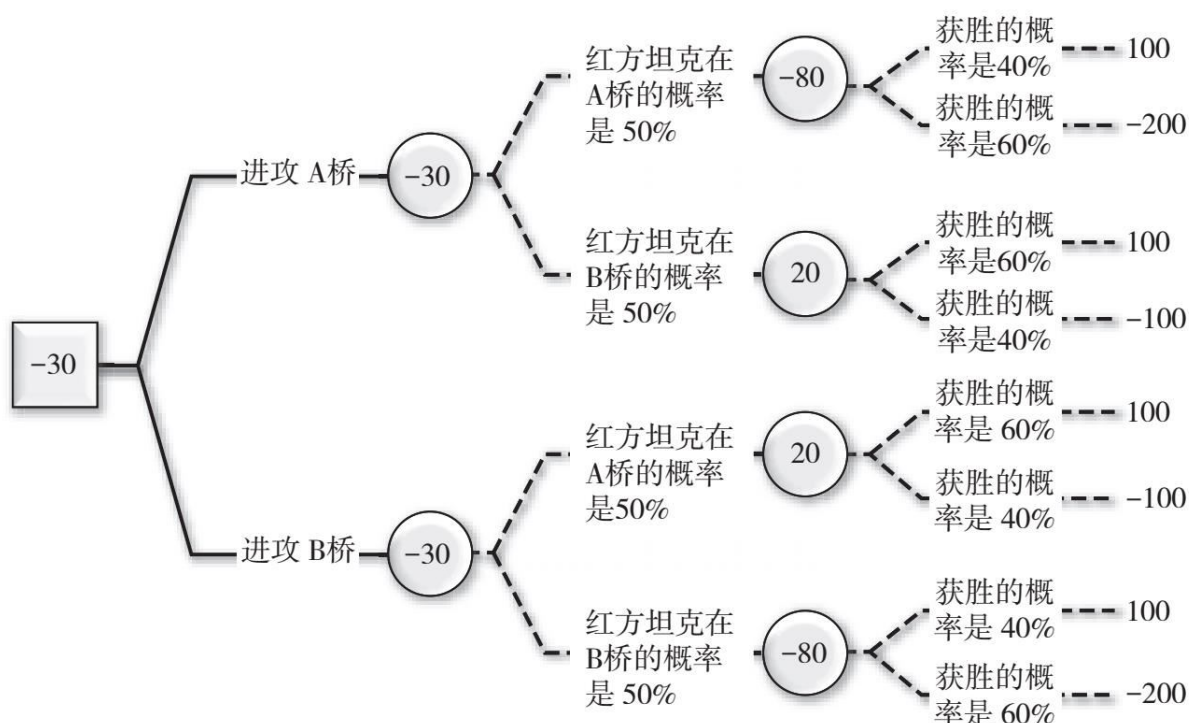 获胜的概
率是40%
100
红方坦克在
A桥的概率
是 50%
-80
获胜的概
率是60%
-200
进攻 A桥
-30
红方坦克在
B桥的概率
是 50%
20
获胜的概
率是60%
100
获胜的概
率是40%
-100
-30
红方坦克在
A桥的概率
是50%
20
获胜的概
率是 60%
100
获胜的概
率是 40%
-100
进攻 B桥
-30
红方坦克在
B桥的概率
是 50%
-80
获胜的概
率是 40%
100
获胜的概
率是 60%
-200